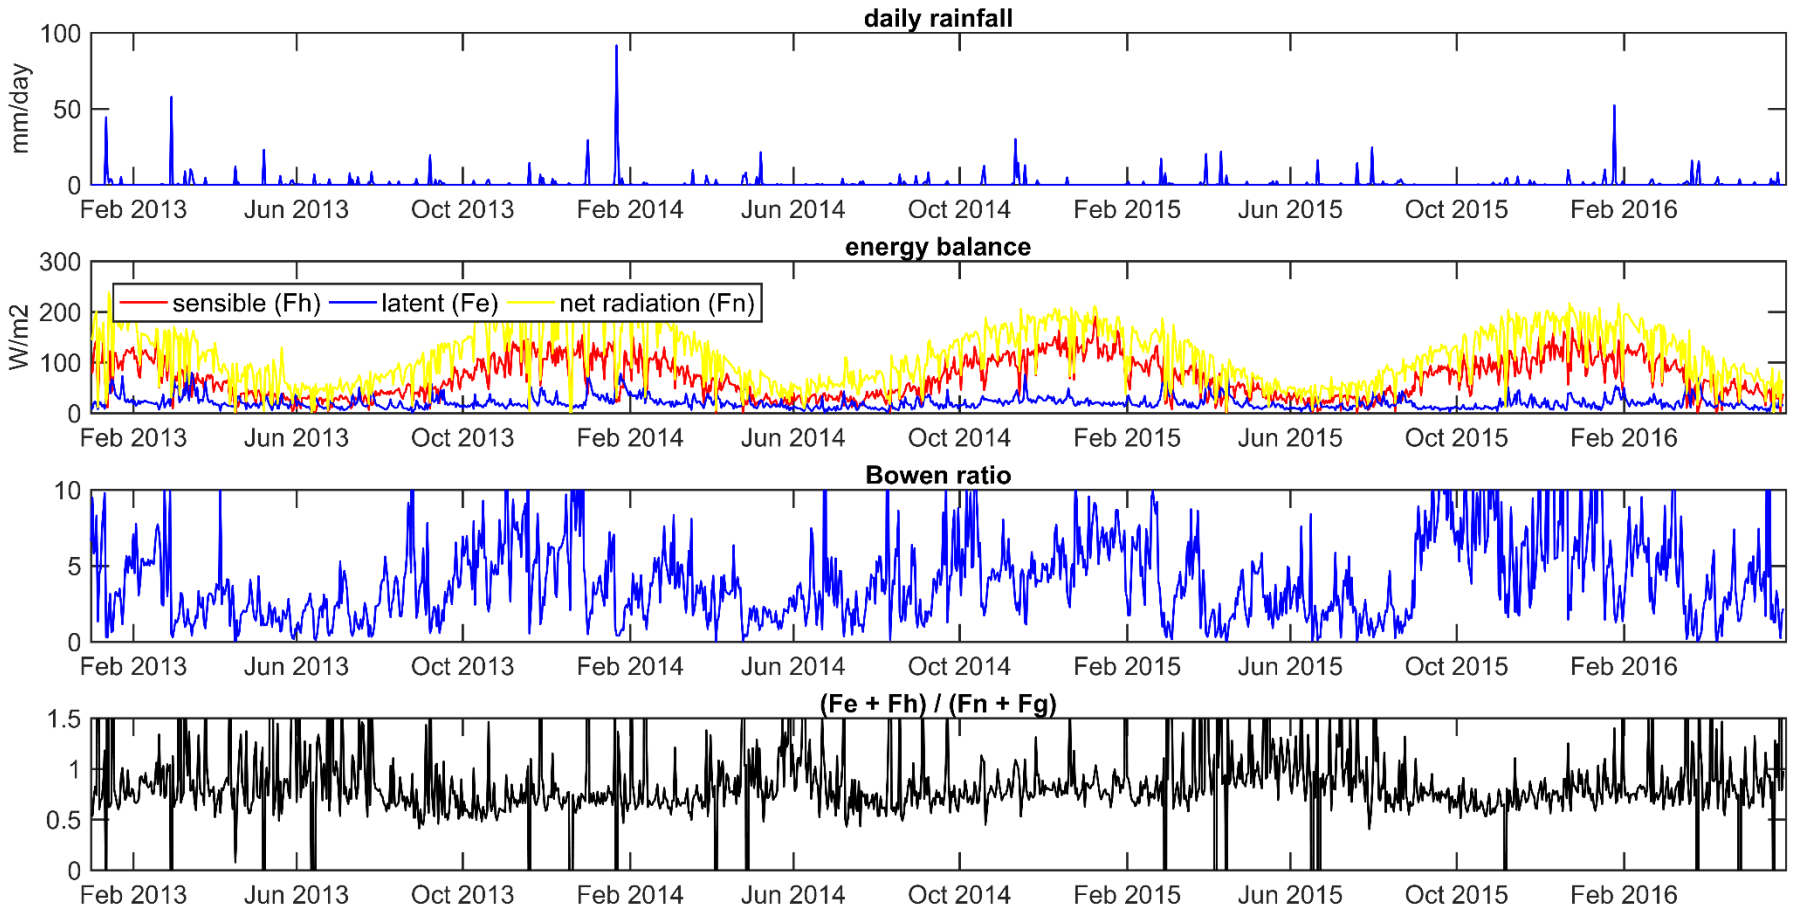 daily rainfall
100
50
0
mm/day
Feb 2013 Jun 2013 Oct 2013 Feb 2014 Jun 2014 Oct 2014 Feb 2015 Jun 2015 Oct 2015 Feb 2016
energy balance
300
200
100
0
W/m2
sensible (Fh) latent (Fe) net radiation (Fn)
Feb 2013 Jun 2013 Oct 2013 Feb 2014 Jun 2014 Oct 2014 Feb 2015 Jun 2015 Oct 2015 Feb 2016
Bowen ratio
10
5
0
Feb 2013 Jun 2013 Oct 2013 Feb 2014 Jun 2014 Oct 2014 Feb 2015 Jun 2015 Oct 2015 Feb 2016
(Fe + Fh) / (Fn + Fg)
1.5
1
0.5
0
Feb 2013 Jun 2013 Oct 2013 Feb 2014 Jun 2014 Oct 2014 Feb 2015 Jun 2015 Oct 2015 Feb 2016